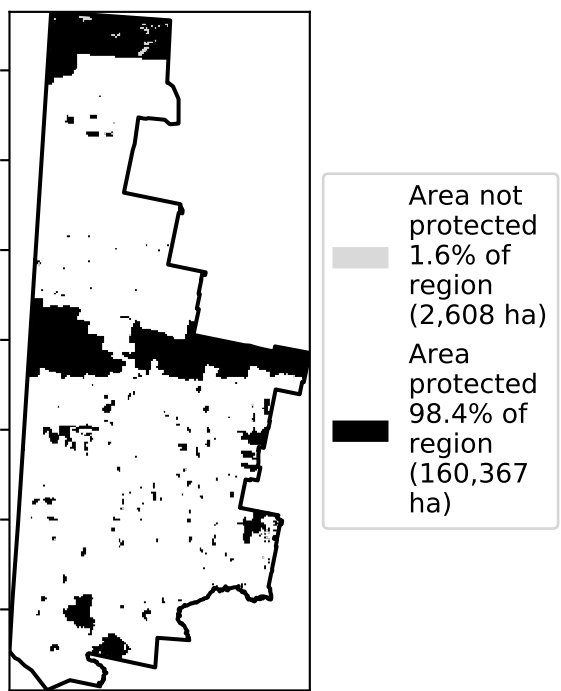 Area not
protected
1.6% of
region
(2,608 ha)
Area
protected
98.4% of
region
(160,367
ha)